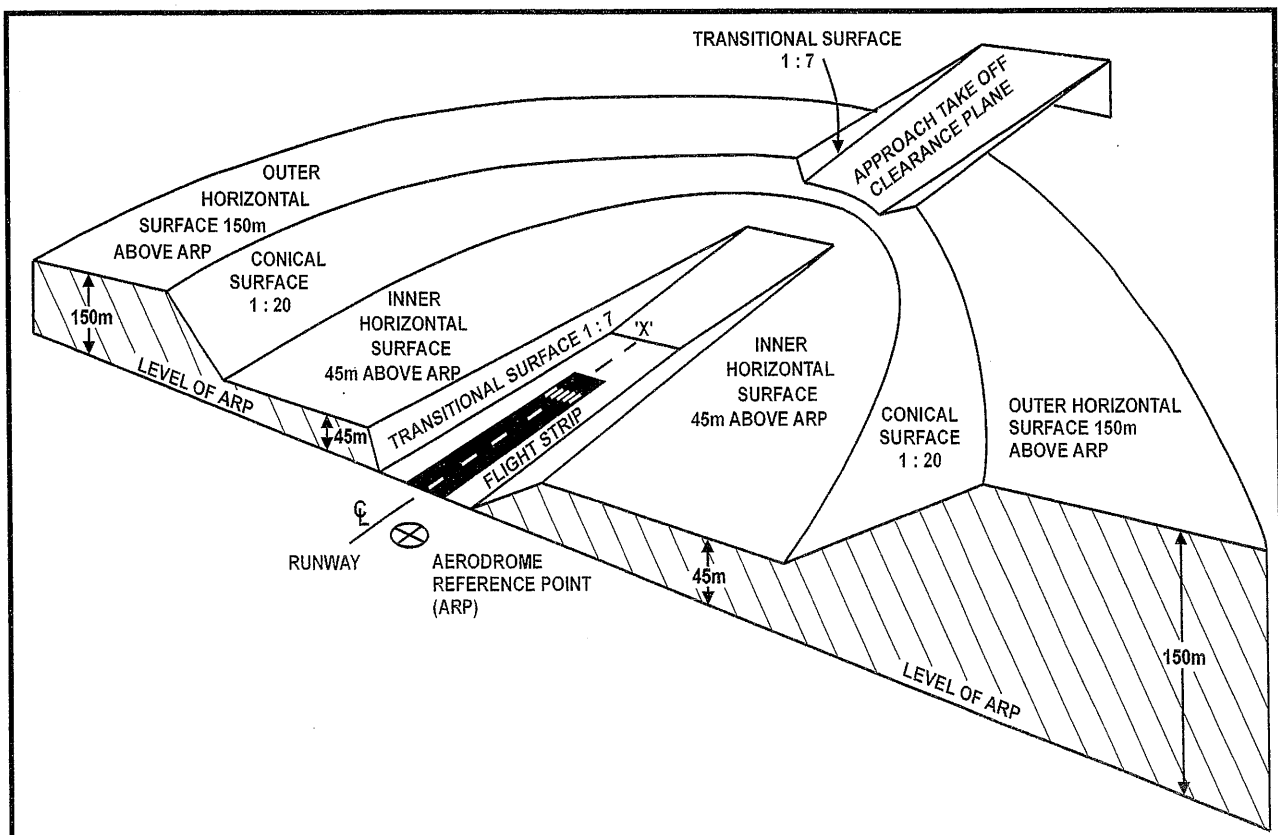 TRANSITIONAL SURFACE
1 : 7
APPROACH TAKE OFF
CLEARANCE PLANE
OUTER
HORIZONTAL
SURFACE 150m
ABOVE ARP
CONICAL
SURFACE
1 : 20
INNER
HORIZONTAL
SURFACE
45m ABOVE ARP
TRANSITIONAL SURFACE 1 : 7
'X'
INNER
HORIZONTAL
SURFACE
45m ABOVE ARP
CONICAL
SURFACE
1 : 20
OUTER HORIZONTAL
SURFACE 150m
ABOVE ARP
150m
LEVEL OF ARP
45m
FLIGHT STRIP
CL
RUNWAY
AERODROME
REFERENCE POINT
(ARP)
45m
150m
LEVEL OF ARP